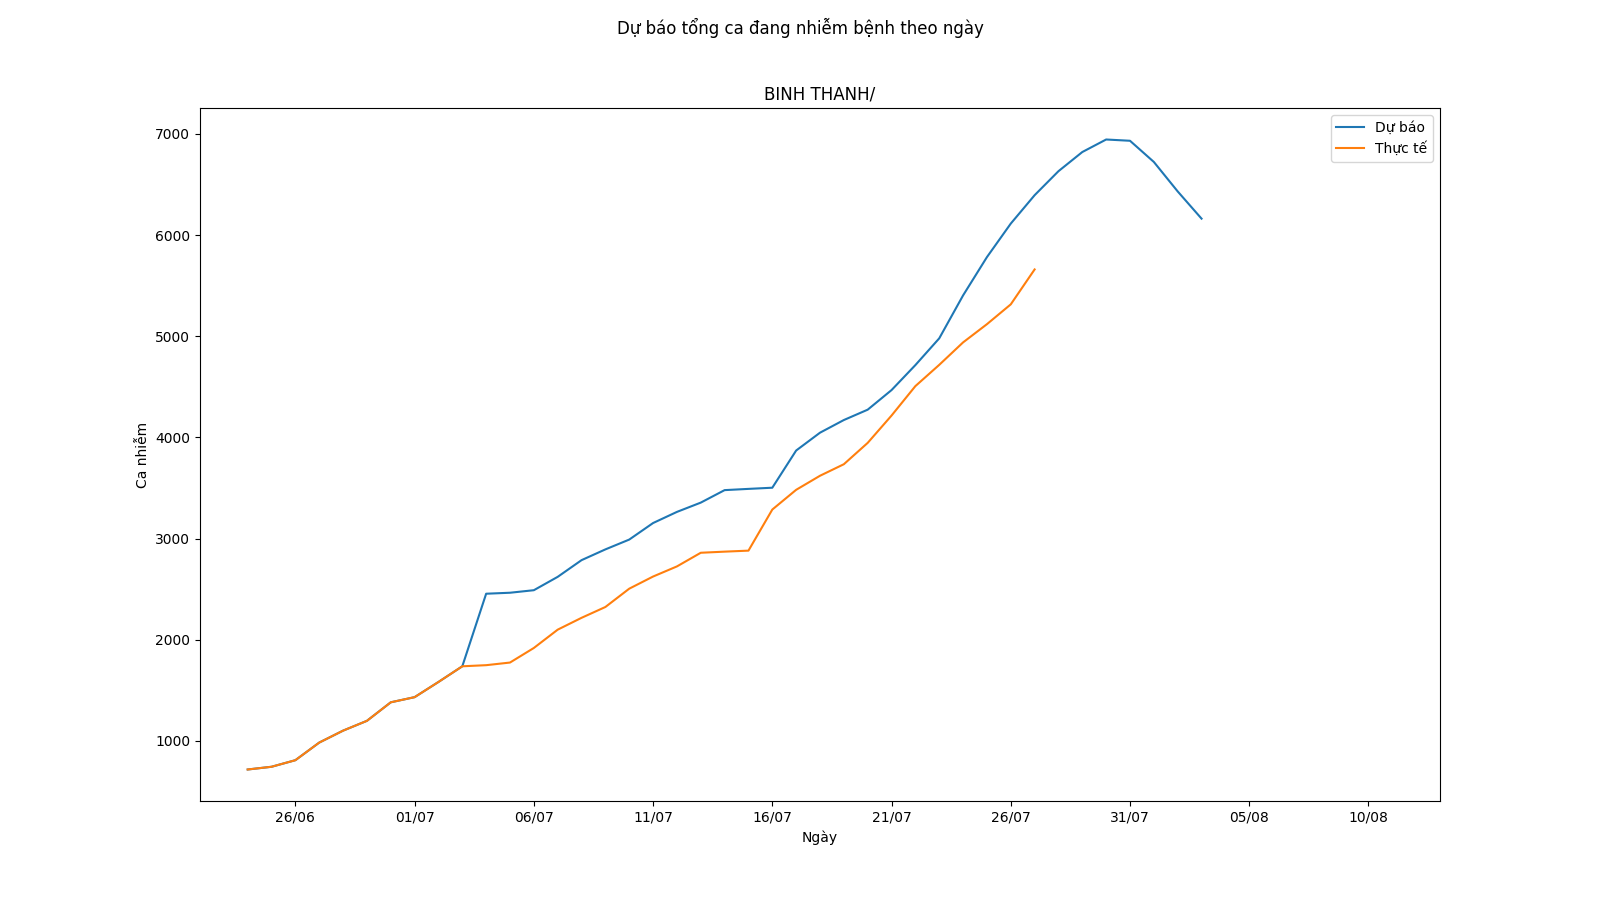 Dự báo tổng ca đang nhiễm bệnh theo ngày
BINH THANH/
Dự báo
Thực tế
7000
6000
5000
4000
3000
2000
1000
Ca nhiễm
26/06 01/07 06/07 11/07 16/07 21/07 26/07 31/07 05/08 10/08
Ngày